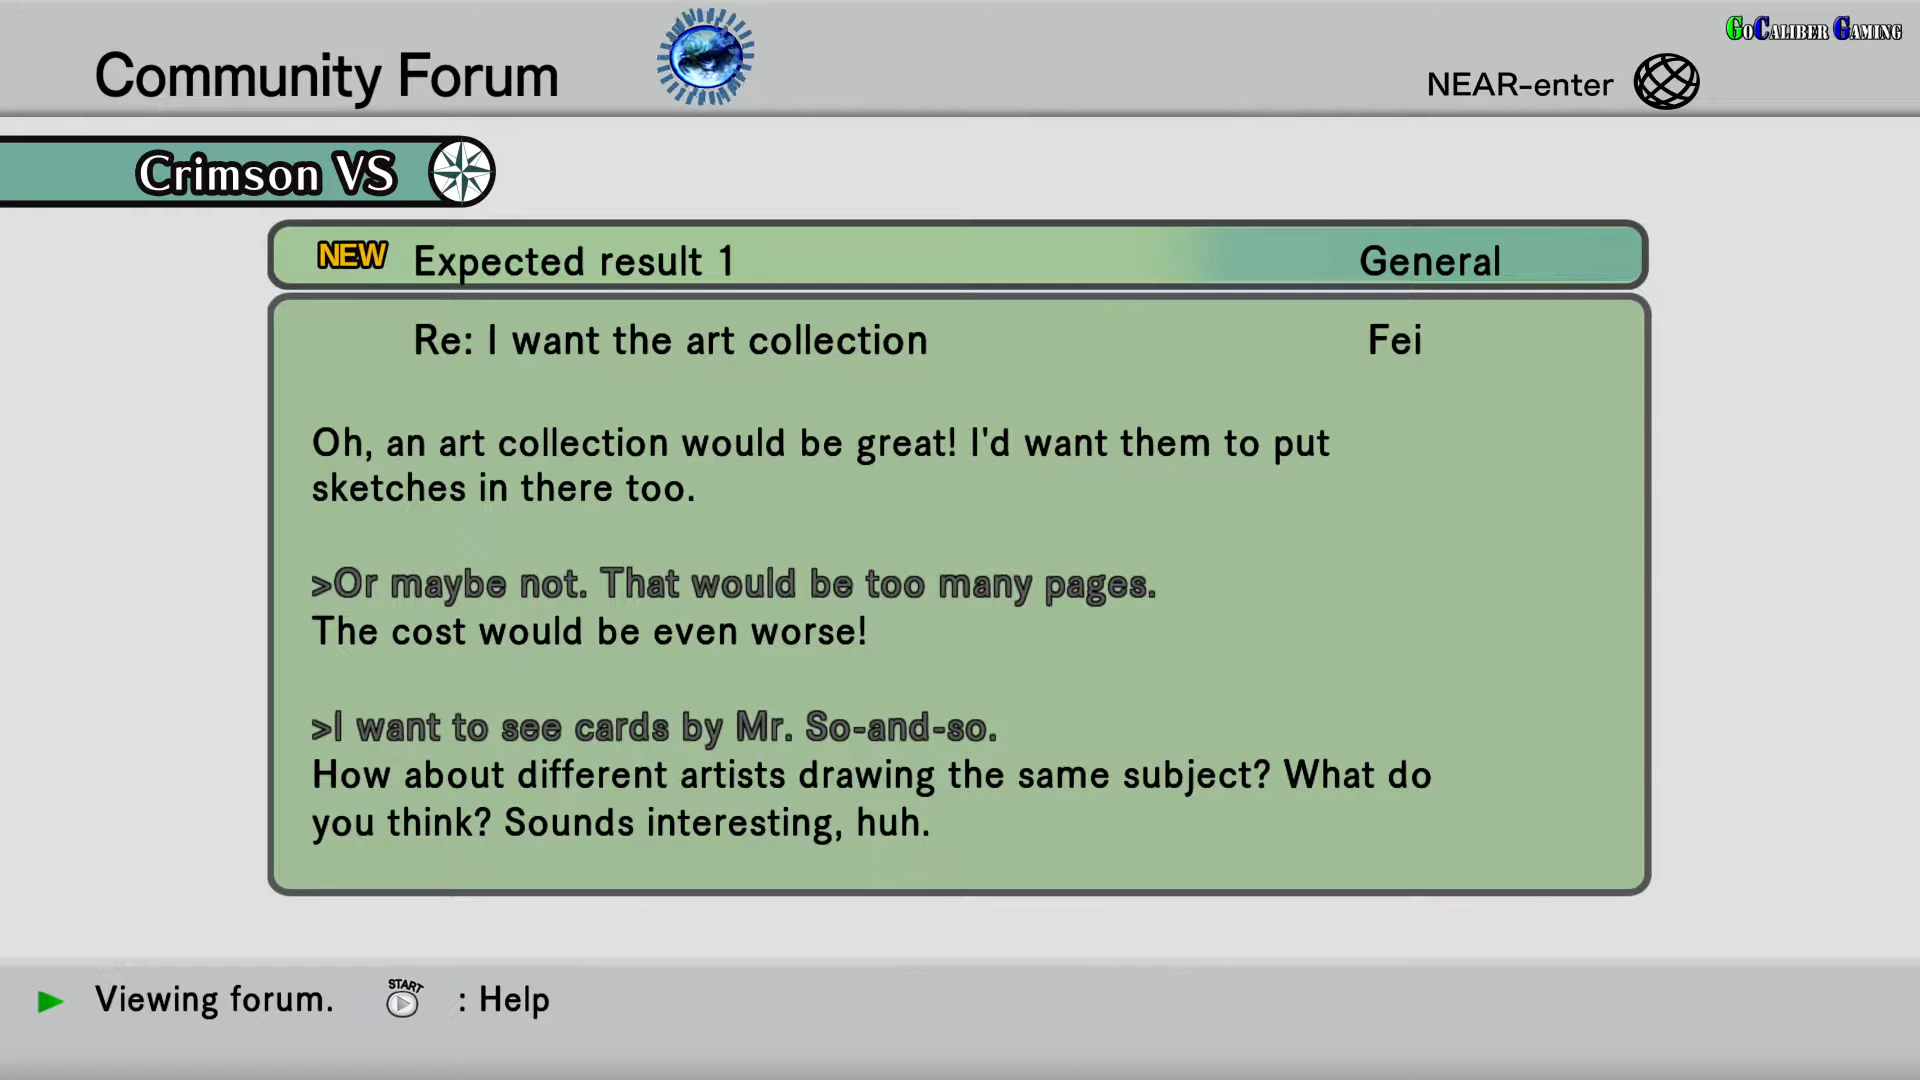 GoCaliber Gaming
Community Forum
NEAR-enter
Crimson VS
NEW Expected result 1 General
Re: I want the art collection Fei
Oh, an art collection would be great! I'd want them to put
sketches in there too.
>Or maybe not. That would be too many pages.
The cost would be even worse!
>I want to see cards by Mr. So-and-so.
How about different artists drawing the same subject? What do
you think? Sounds interesting, huh.
Viewing forum. START : Help